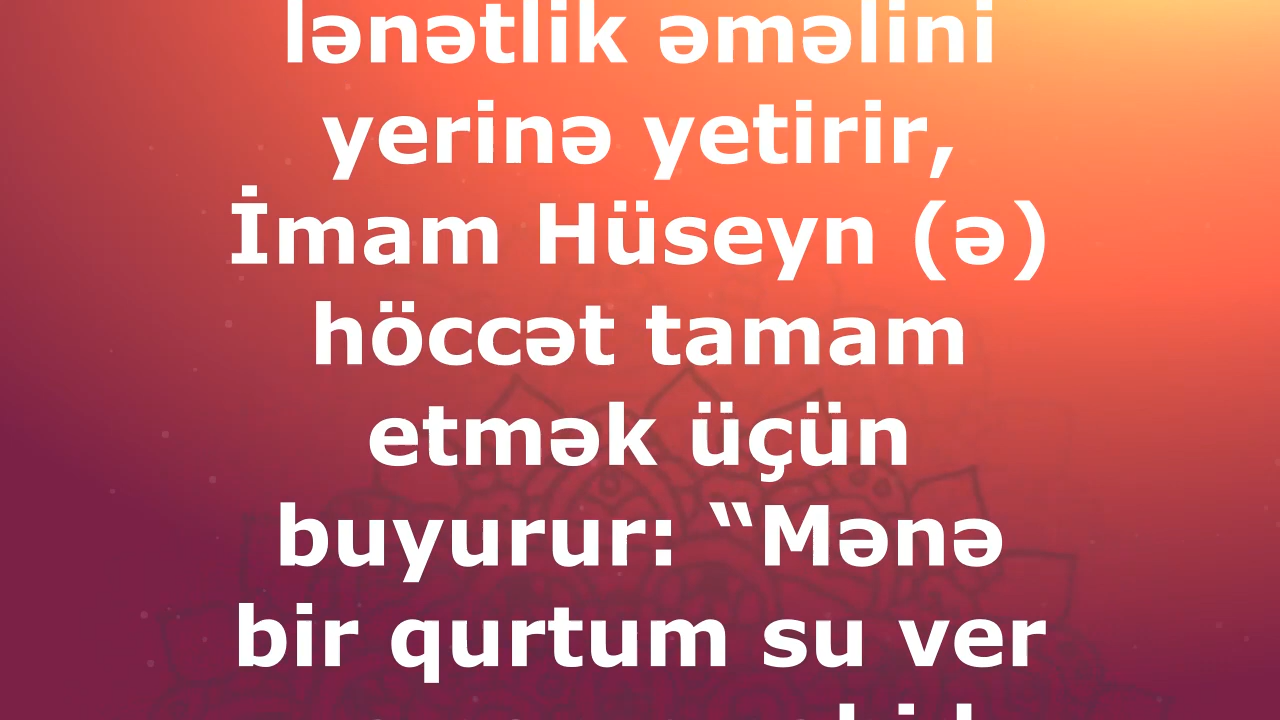 lənətlik əməlini
yerinə yetirir,
İmam Hüseyn (ə)
höccət tamam
etmək üçün
buyurur: “Mənə
bir qurtum su ver